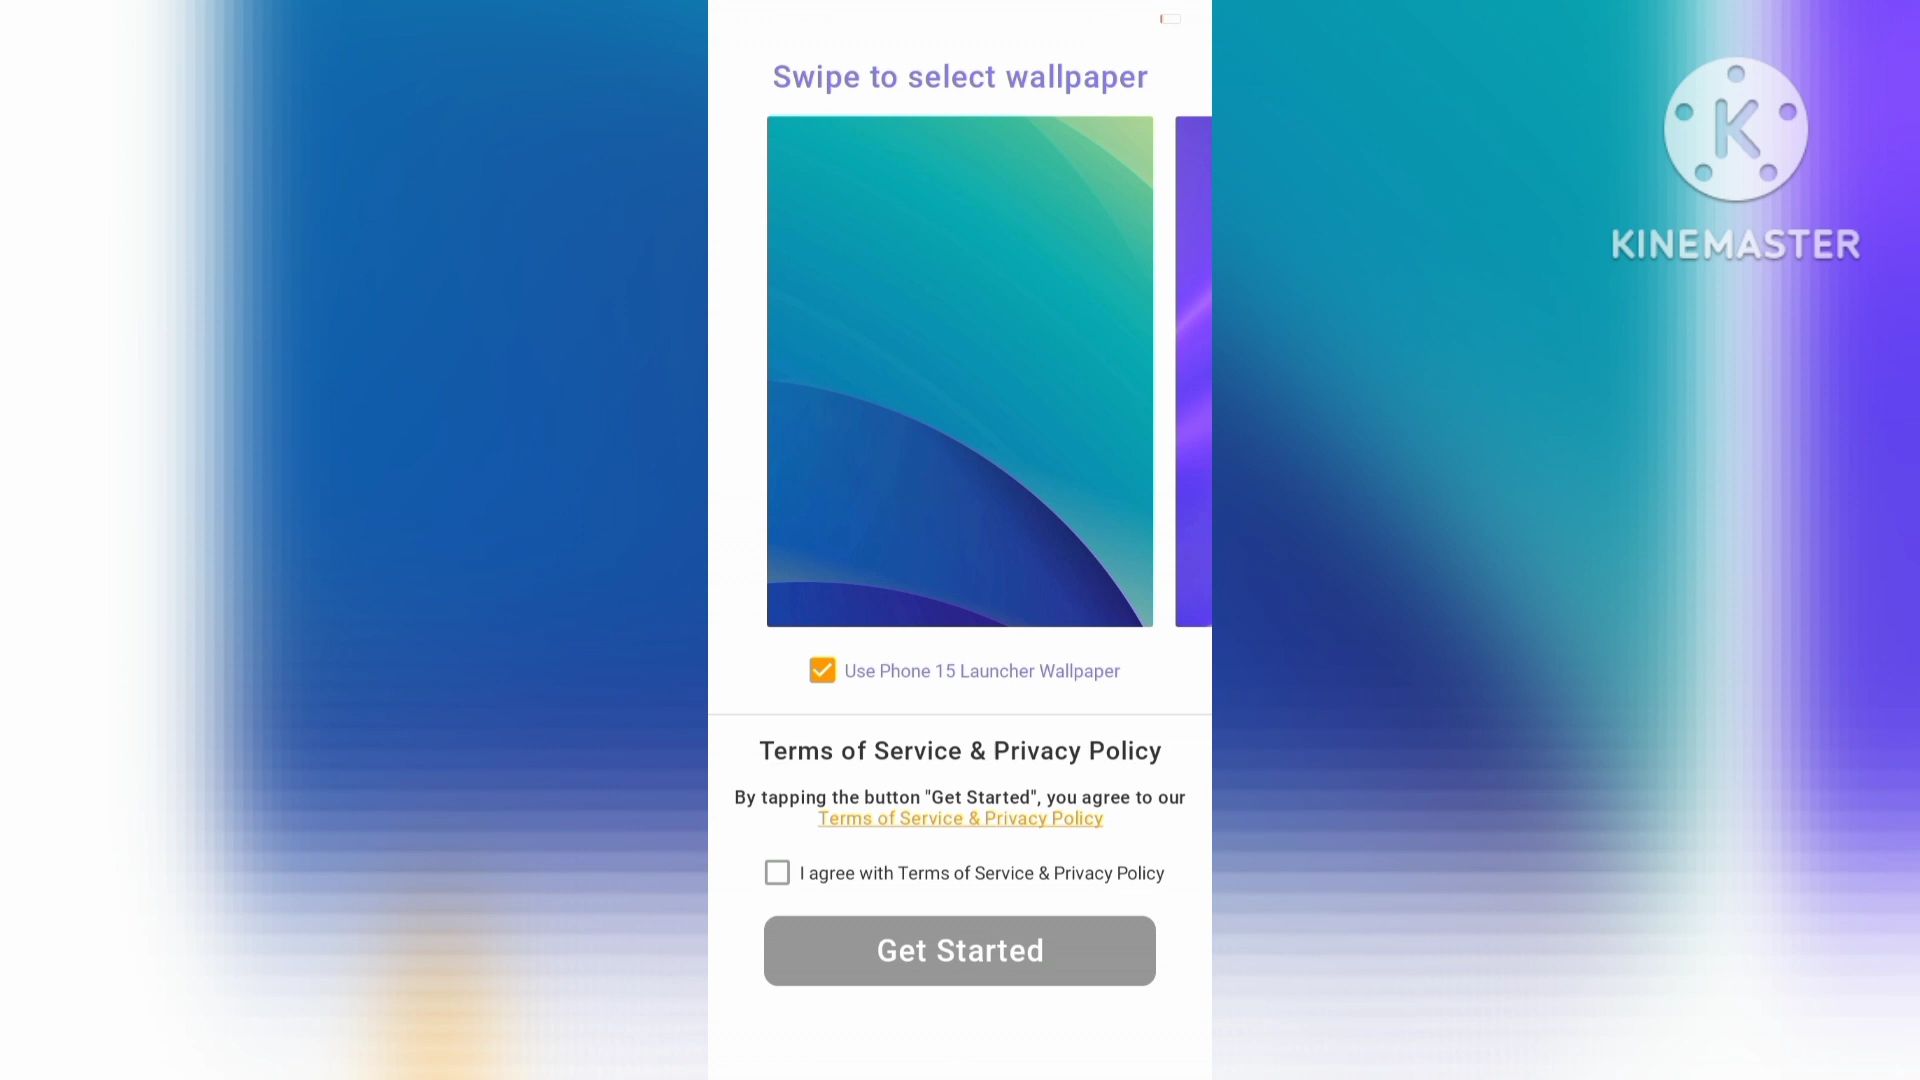 Swipe to select wallpaper
K
KINEMASTER
Use Phone 15 Launcher Wallpaper
Terms of Service & Privacy Policy
By tapping the button "Get Started", you agree to our
Terms of Service & Privacy Policy
I agree with Terms of Service & Privacy Policy
Get Started